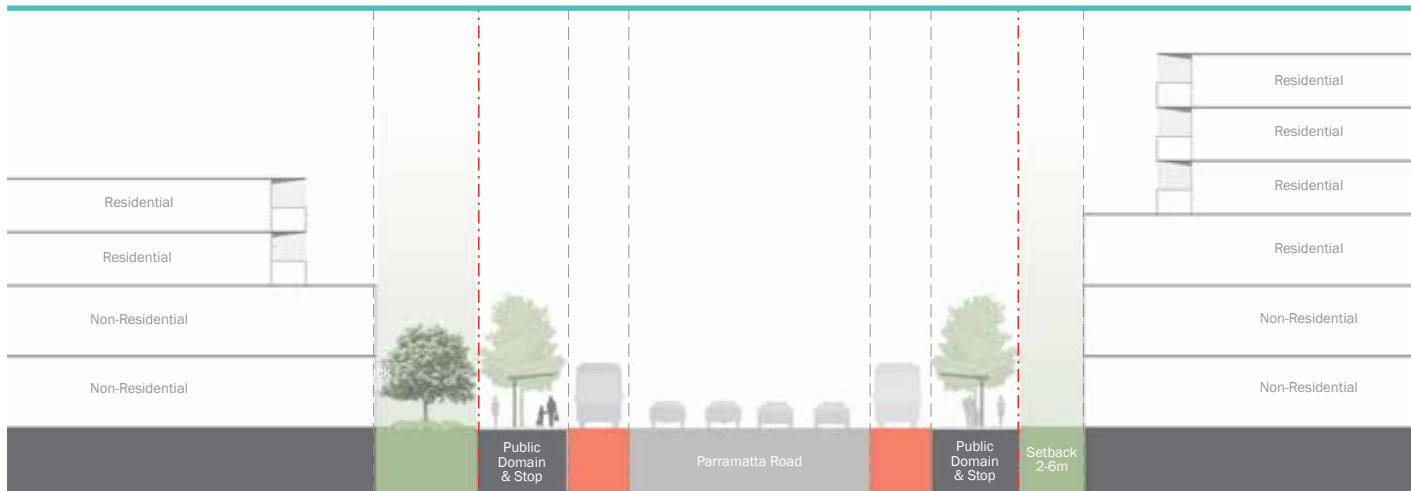 Residential
Residential
Residential
Residential
Residential
Residential
Non-Residential
Non-Residential
Non-Residential
Non-Residential
Public
Domain
& Stop
Parramatta Road
Public
Domain
& Stop
Setback
2-6m